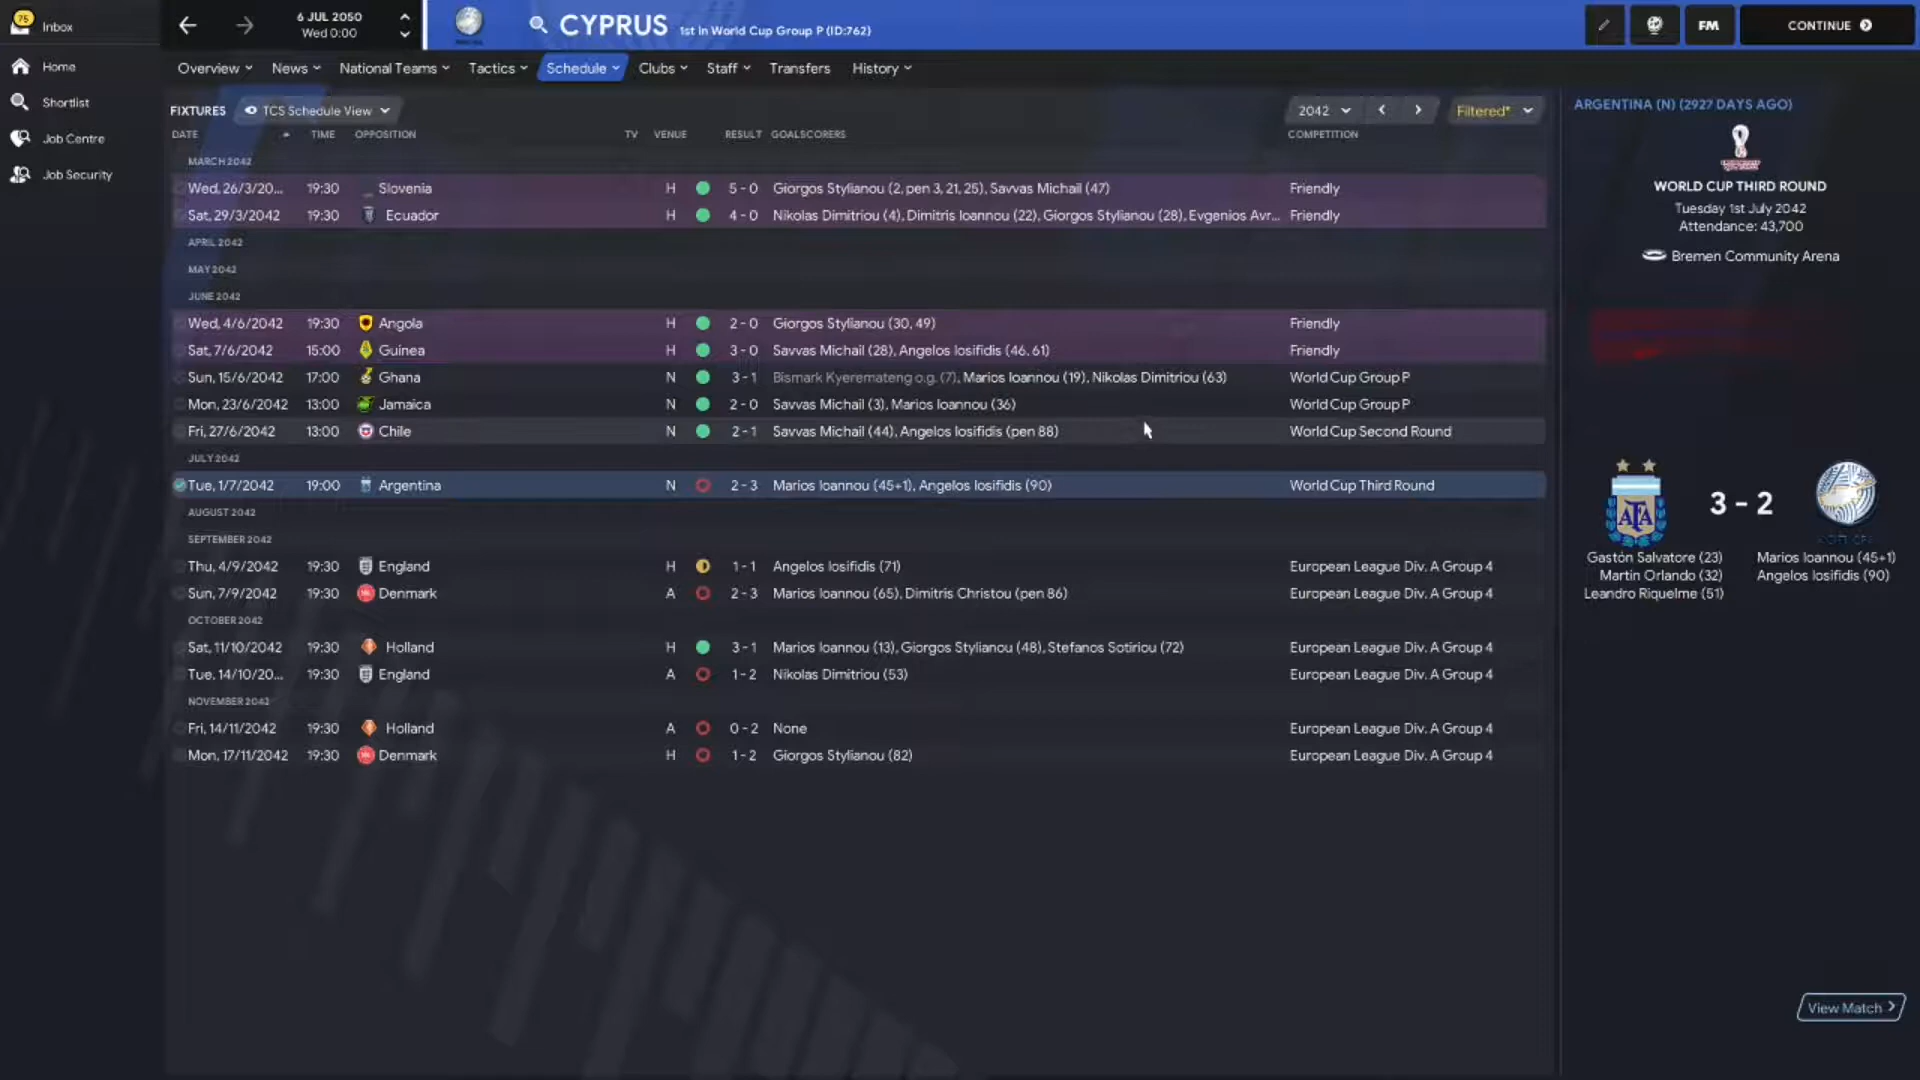 75
Inbox
6 JUL 2050
Wed 0:00
CYPRUS
1st in World Cup Group P (ID:762)
FM
CONTINUE
Home
Shortlist
Job Centre
Job Security
Overview News National Teams Tactics Schedule Clubs Staff Transfers History
FIXTURES TCS Schedule View 2042 Filtered*
DATE TIME OPPOSITION TV VENUE RESULT GOALSCORERS COMPETITION
MARCH 2042
Wed, 26/3/20... 19:30 Slovenia H 5 - 0 Giorgos Stylianou (2, pen 3, 21, 25), Savvas Michail (47) Friendly
Sat, 29/3/2042 19:30 Ecuador H 4 - 0 Nikolas Dimitriou (4), Dimitris Ioannou (22), Giorgos Stylianou (28), Evgenios Avr... Friendly
APRIL 2042
MAY 2042
JUNE 2042
Wed, 4/6/2042 19:30 Angola H 2 - 0 Giorgos Stylianou (30, 49) Friendly
Sat, 7/6/2042 15:00 Guinea H 3 - 0 Savvas Michail (28), Angelos Iosifidis (46, 61) Friendly
Sun, 15/6/2042 17:00 Ghana N 3 - 1 Bismark Kyeremateng o.g. (7), Marios Ioannou (19), Nikolas Dimitriou (63) World Cup Group P
Mon, 23/6/2042 13:00 Jamaica N 2 - 0 Savvas Michail (3), Marios Ioannou (36) World Cup Group P
Fri, 27/6/2042 13:00 Chile N 2 - 1 Savvas Michail (44), Angelos Iosifidis (pen 88) World Cup Second Round
JULY 2042
Tue, 1/7/2042 19:00 Argentina N 2 - 3 Marios Ioannou (45+1), Angelos Iosifidis (90) World Cup Third Round
AUGUST 2042
SEPTEMBER 2042
Thu, 4/9/2042 19:30 England H 1 - 1 Angelos Iosifidis (71) European League Div. A Group 4
Sun, 7/9/2042 19:30 Denmark A 2 - 3 Marios Ioannou (65), Dimitris Christou (pen 86) European League Div. A Group 4
OCTOBER 2042
Sat, 11/10/2042 19:30 Holland H 3 - 1 Marios Ioannou (13), Giorgos Stylianou (48), Stefanos Sotiriou (72) European League Div. A Group 4
Tue, 14/10/20... 19:30 England A 1 - 2 Nikolas Dimitriou (53) European League Div. A Group 4
NOVEMBER 2042
Fri, 14/11/2042 19:30 Holland A 0 - 2 None European League Div. A Group 4
Mon, 17/11/2042 19:30 Denmark H 1 - 2 Giorgos Stylianou (82) European League Div. A Group 4
ARGENTINA (N) (2927 DAYS AGO)
WORLD CUP THIRD ROUND
Tuesday 1st July 2042
Attendance: 43,700
Bremen Community Arena
AFA
3 - 2
Gastón Salvatore (23)
Martin Orlando (32)
Leandro Riquelme (51)
Marios Ioannou (45+1)
Angelos Iosifidis (90)
View Match